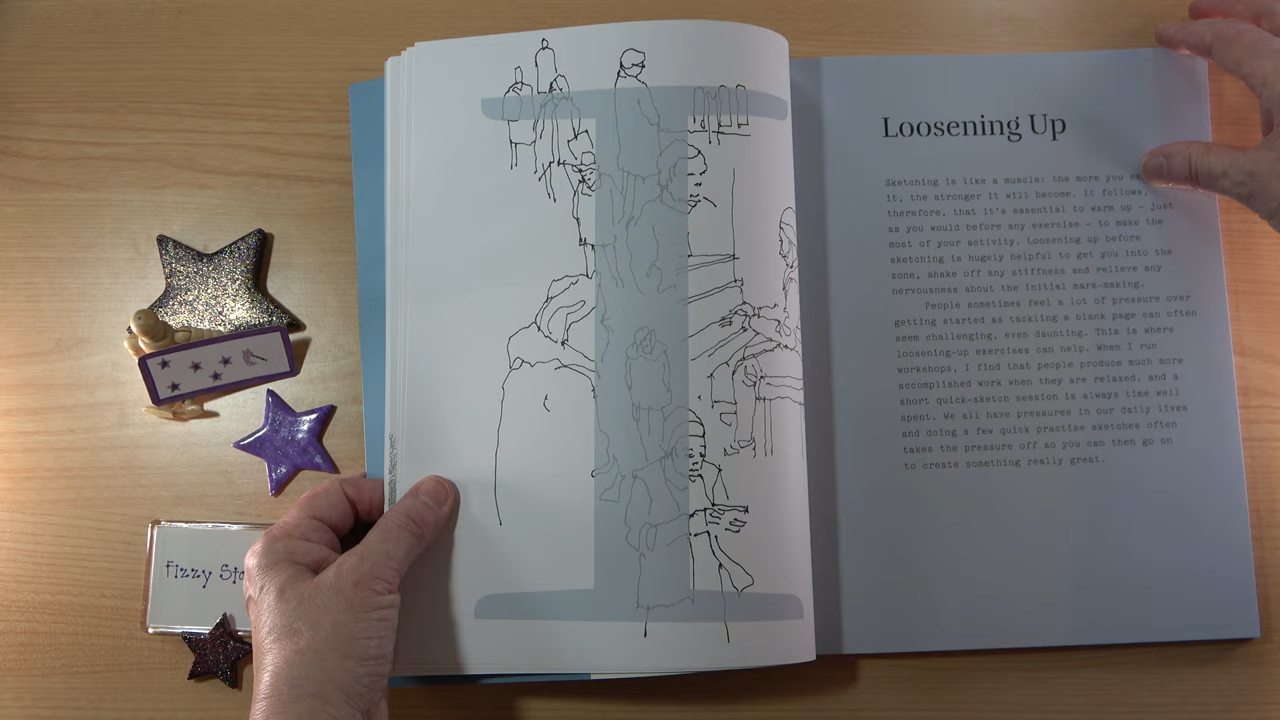 Loosening Up
Sketching is like a muscle: the more you
it, the stronger it will become. It follows,
therefore, that it's essential to warm up — just
as you would before any exercise — to make the
most of your activity. Loosening up before
sketching is hugely helpful to get you into the
zone, shake off any stiffness and relieve any
nervousness about the initial mark-making.
People sometimes feel a lot of pressure over
getting started as tackling a blank page can often
seem challenging, even daunting. This is where
loosening-up exercises can help. When I run
workshops, I find that people produce much more
accomplished work when they are relaxed, and a
short quick-sketch session is always time well
spent. We all have pressures in our daily lives
and doing a few quick practise sketches often
takes the pressure off so you can then go on
to create something really great.
Fizzy